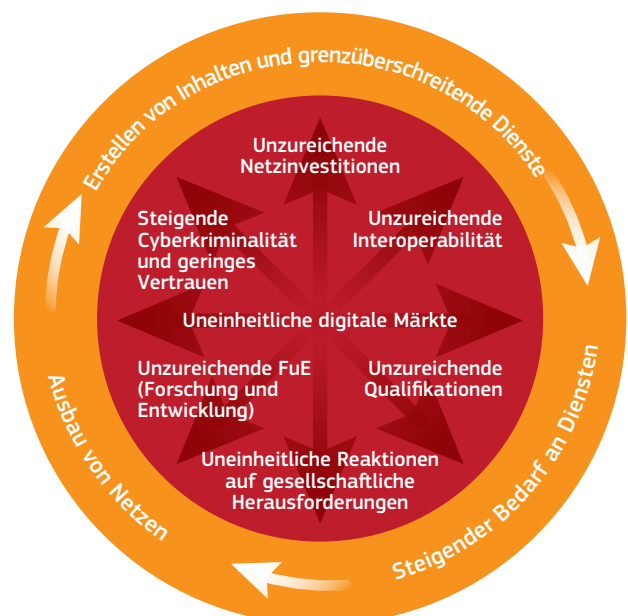 Erstellen von Inhalten und grenzüberschreitende Dienste
Unzureichende
Netzinvestitionen
Steigende
Cyberkriminalität
und geringes
Vertrauen
Unzureichende
Interoperabilität
Uneinheitliche digitale Märkte
Unzureichende FuE
(Forschung und
Entwicklung)
Unzureichende
Qualifikationen
Uneinheitliche Reaktionen
auf gesellschaftliche
Herausforderungen
Steigender Bedarf an Diensten
Ausbau von Netzen